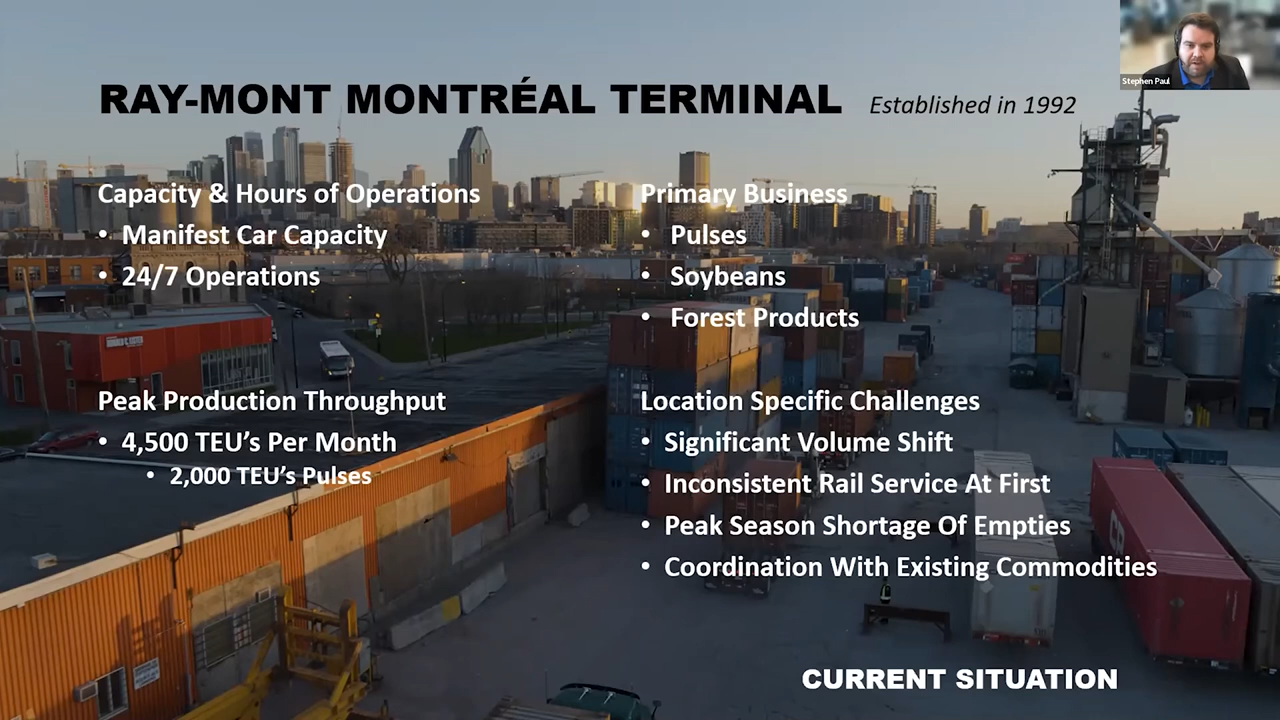 Stephen Paul
RAY-MONT MONTRÉAL TERMINAL Established in 1992
Capacity & Hours of Operations
• Manifest Car Capacity
• 24/7 Operations
Primary Business
• Pulses
• Soybeans
• Forest Products
Peak Production Throughput
• 4,500 TEU's Per Month
• 2,000 TEU's Pulses
Location Specific Challenges
• Significant Volume Shift
• Inconsistent Rail Service At First
• Peak Season Shortage Of Empties
• Coordination With Existing Commodities
CURRENT SITUATION